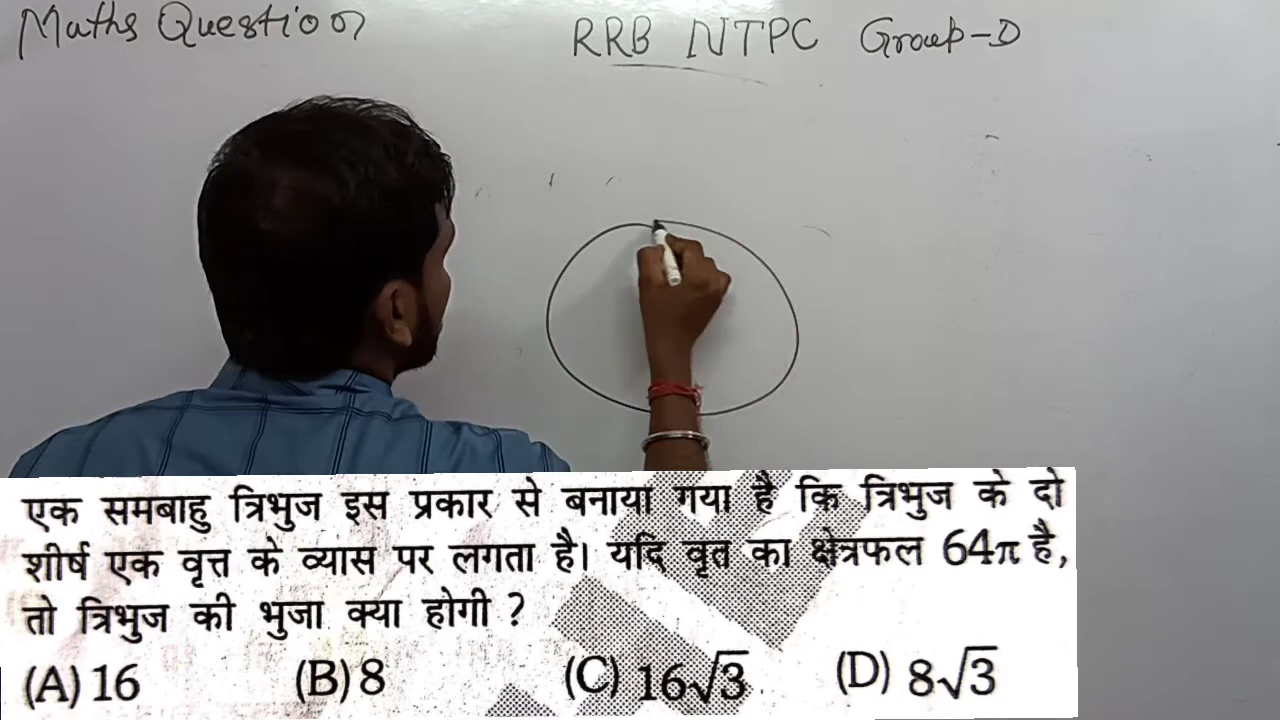 Maths Question
RRB NTPC Group-D
एक समबाहु त्रिभुज इस प्रकार से बनाया गया है कि त्रिभुज के दो
शीर्ष एक वृत्त के व्यास पर लगता है। यदि वृत का क्षेत्रफल 64π है,
तो त्रिभुज की भुजा क्या होगी ?
(A) 16 (B) 8 (C) 16√3 (D) 8√3